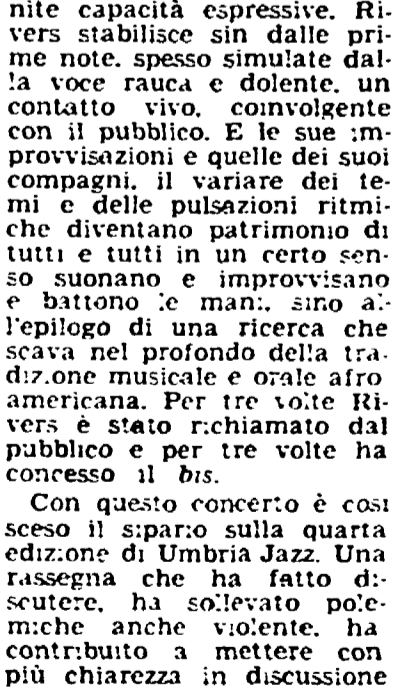 nite capacità espressive. Ri-
vers stabilisce sin dalle pri-
me note, spesso simulate dal-
la voce rauca e dolente, un
contatto vivo, coinvolgente
con il pubblico. E le sue im-
provvisazioni e quelle dei suoi
compagni, il variare dei te-
mi e delle pulsazioni ritmi-
che diventano patrimonio di
tutti e tutti in un certo sen-
so suonano e improvvisano
e battono le mani, sino al-
l'epilogo di una ricerca che
scava nel profondo della tra-
dizione musicale e orale afro
americana. Per tre volte Ri-
vers è stato richiamato dal
pubblico e per tre volte ha
concesso il bis.
Con questo concerto è così
sceso il sipario sulla quarta
edizione di Umbria Jazz. Una
rassegna che ha fatto di-
scutere, ha sollevato pole-
miche anche violente, ha
contribuito a mettere con
più chiarezza in discussione